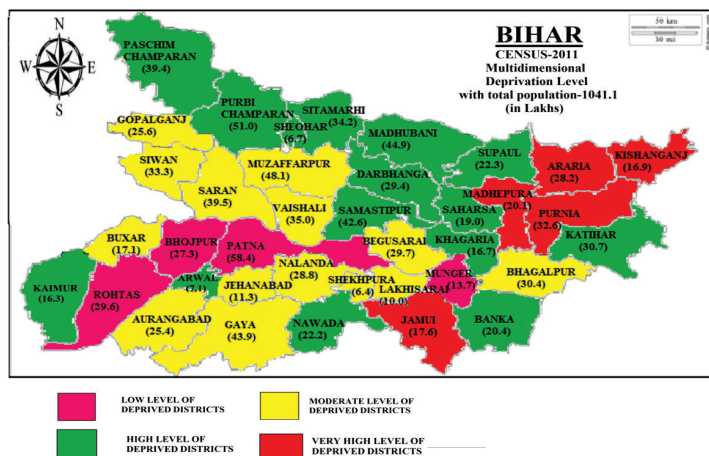 BIHAR
CENSUS-2011
Multidimensional
Deprivation Level
with total population-1041.1
(in Lakhs)
50 km
30 mi
N
W
E
S
PASCHIM
CHAMPARAN
(39.4)
PURBI
CHAMPARAN
(51.0)
SITAMARHI
(34.2)
SHEOHAR
(6.7)
GOPALGANJ
(25.6)
SIWAN
(33.3)
SARAN
(39.5)
MUZAFFARPUR
(48.1)
MADHUBANI
(44.9)
DARBHANGA
(29.4)
SUPAUL
(22.3)
ARARIA
(28.2)
KISHANGANJ
(16.9)
MADHEPURA
(20.1)
PURNIA
(32.6)
SAHARSA
(19.0)
KATIHAR
(30.7)
VAISHALI
(35.0)
SAMASTIPUR
(42.6)
KHAGARIA
(16.7)
BEGUSARAI
(29.7)
BUXAR
(17.1)
BHOJPUR
(27.3)
PATNA
(58.4)
NALANDA
(28.8)
SHEKHPURA
(6.4)
LAKHISARAI
(10.0)
MUNGER
(13.7)
BHAGALPUR
(30.4)
KAIMUR
(16.3)
ROHTAS
(29.6)
ARWAL
(7.1)
JEHANABAD
(11.3)
AURANGABAD
(25.4)
GAYA
(43.9)
NAWADA
(22.2)
JAMUI
(17.6)
BANKA
(20.4)
LOW LEVEL OF
DEPRIVED DISTRICTS
MODERATE LEVEL OF
DEPRIVED DISTRICTS
HIGH LEVEL OF
DEPRIVED DISTRICTS
VERY HIGH LEVEL OF
DEPRIVED DISTRICTS